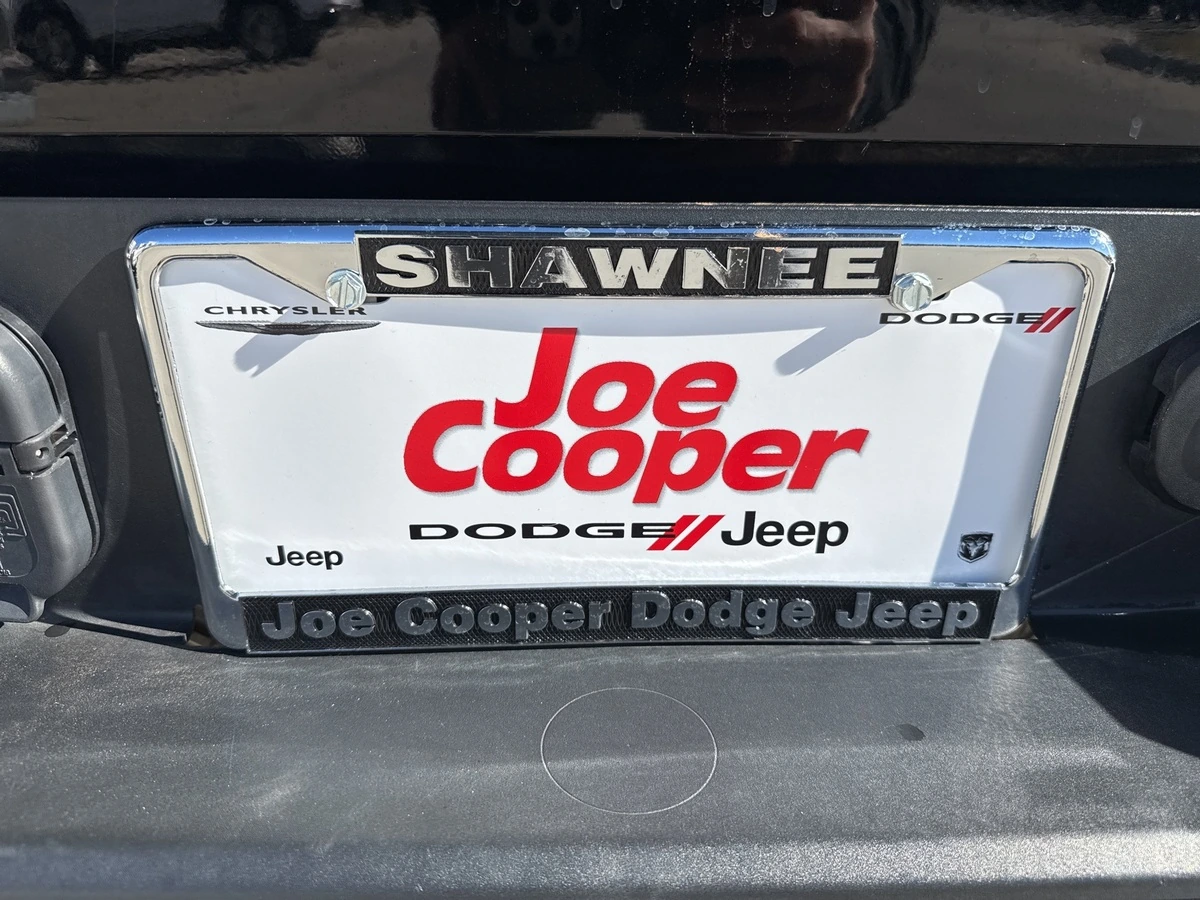 SHAWNEE
CHRYSLER
DODGE
Joe
Cooper
DODGE Jeep
Jeep
Joe Cooper Dodge Jeep